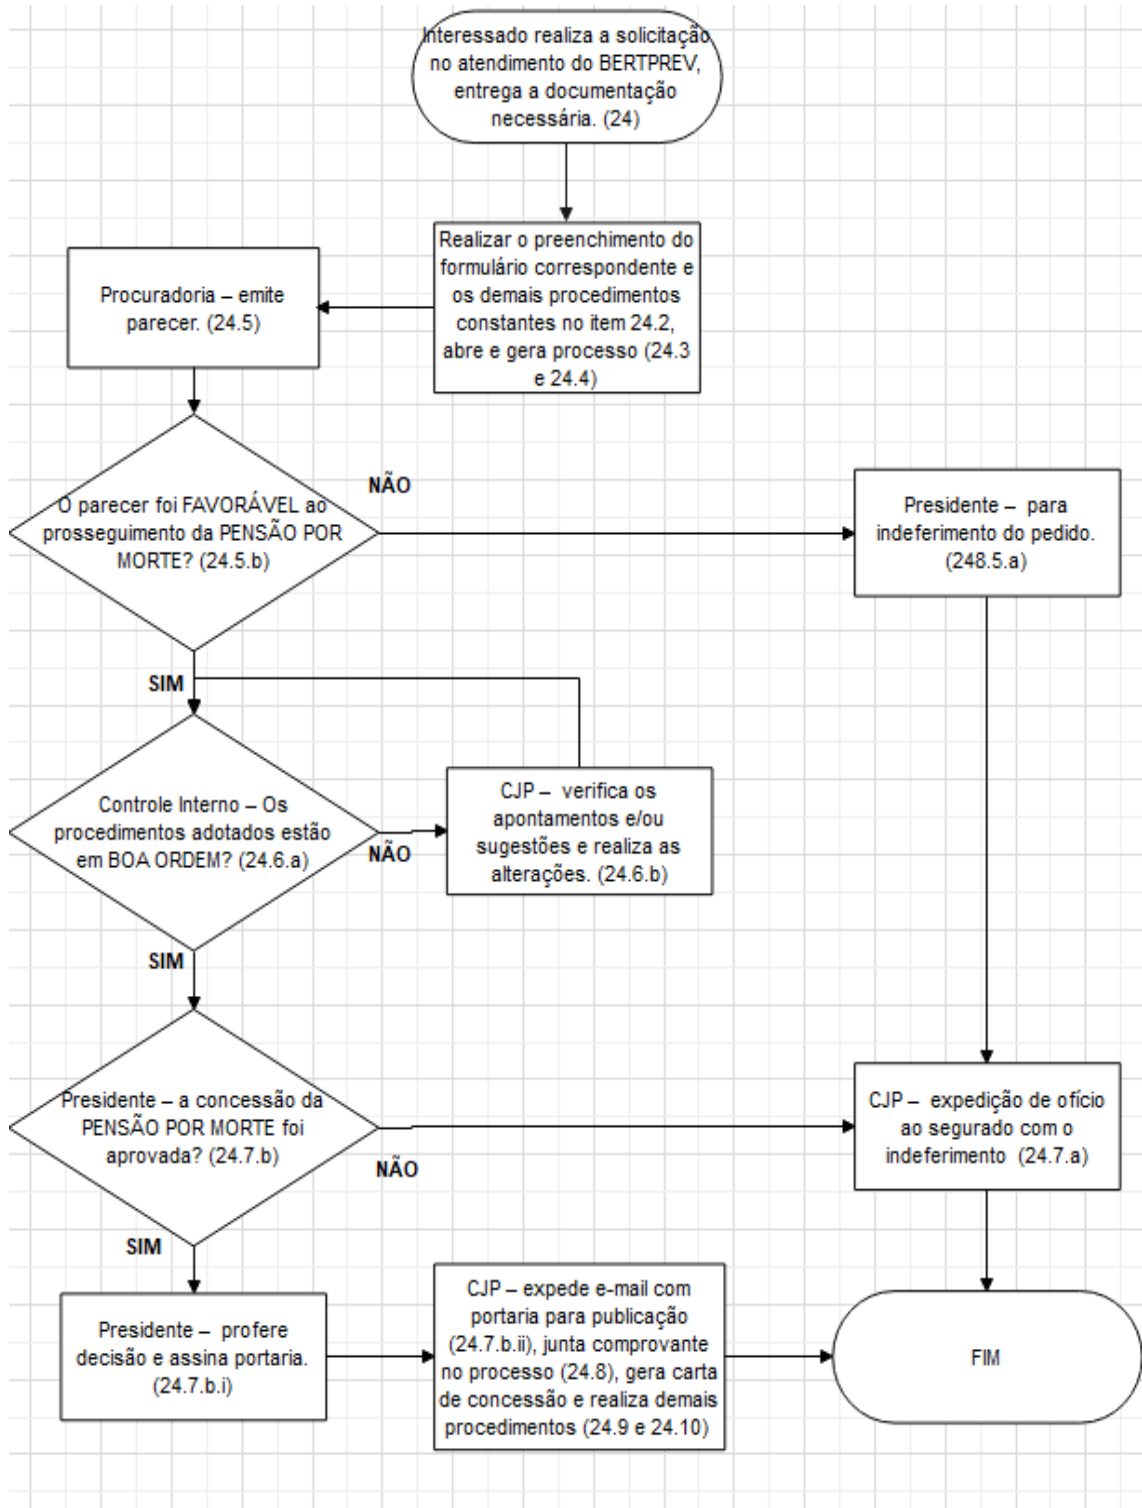 Interessado realiza a solicitação
no atendimento do BERTPREV,
entrega a documentação
necessária. (24)
Realizar o preenchimento do
formulário correspondente e
os demais procedimentos
constantes no item 24.2,
abre e gera processo (24.3
e 24.4)
Procuradoria – emite
parecer. (24.5)
O parecer foi FAVORÁVEL ao
prosseguimento da PENSÃO POR
MORTE? (24.5.b)
NÃO
Presidente – para
indeferimento do pedido.
(248.5.a)
SIM
Controle Interno – Os
procedimentos adotados estão
em BOA ORDEM? (24.6.a)
NÃO
CJP – verifica os
apontamentos e/ou
sugestões e realiza as
alterações. (24.6.b)
SIM
Presidente – a concessão da
PENSÃO POR MORTE foi
aprovada? (24.7.b)
NÃO
CJP – expedição de ofício
ao segurado com o
indeferimento (24.7.a)
SIM
Presidente – profere
decisão e assina portaria.
(24.7.b.i)
CJP – expede e-mail com
portaria para publicação
(24.7.b.ii), junta comprovante
no processo (24.8), gera carta
de concessão e realiza demais
procedimentos (24.9 e 24.10)
FIM